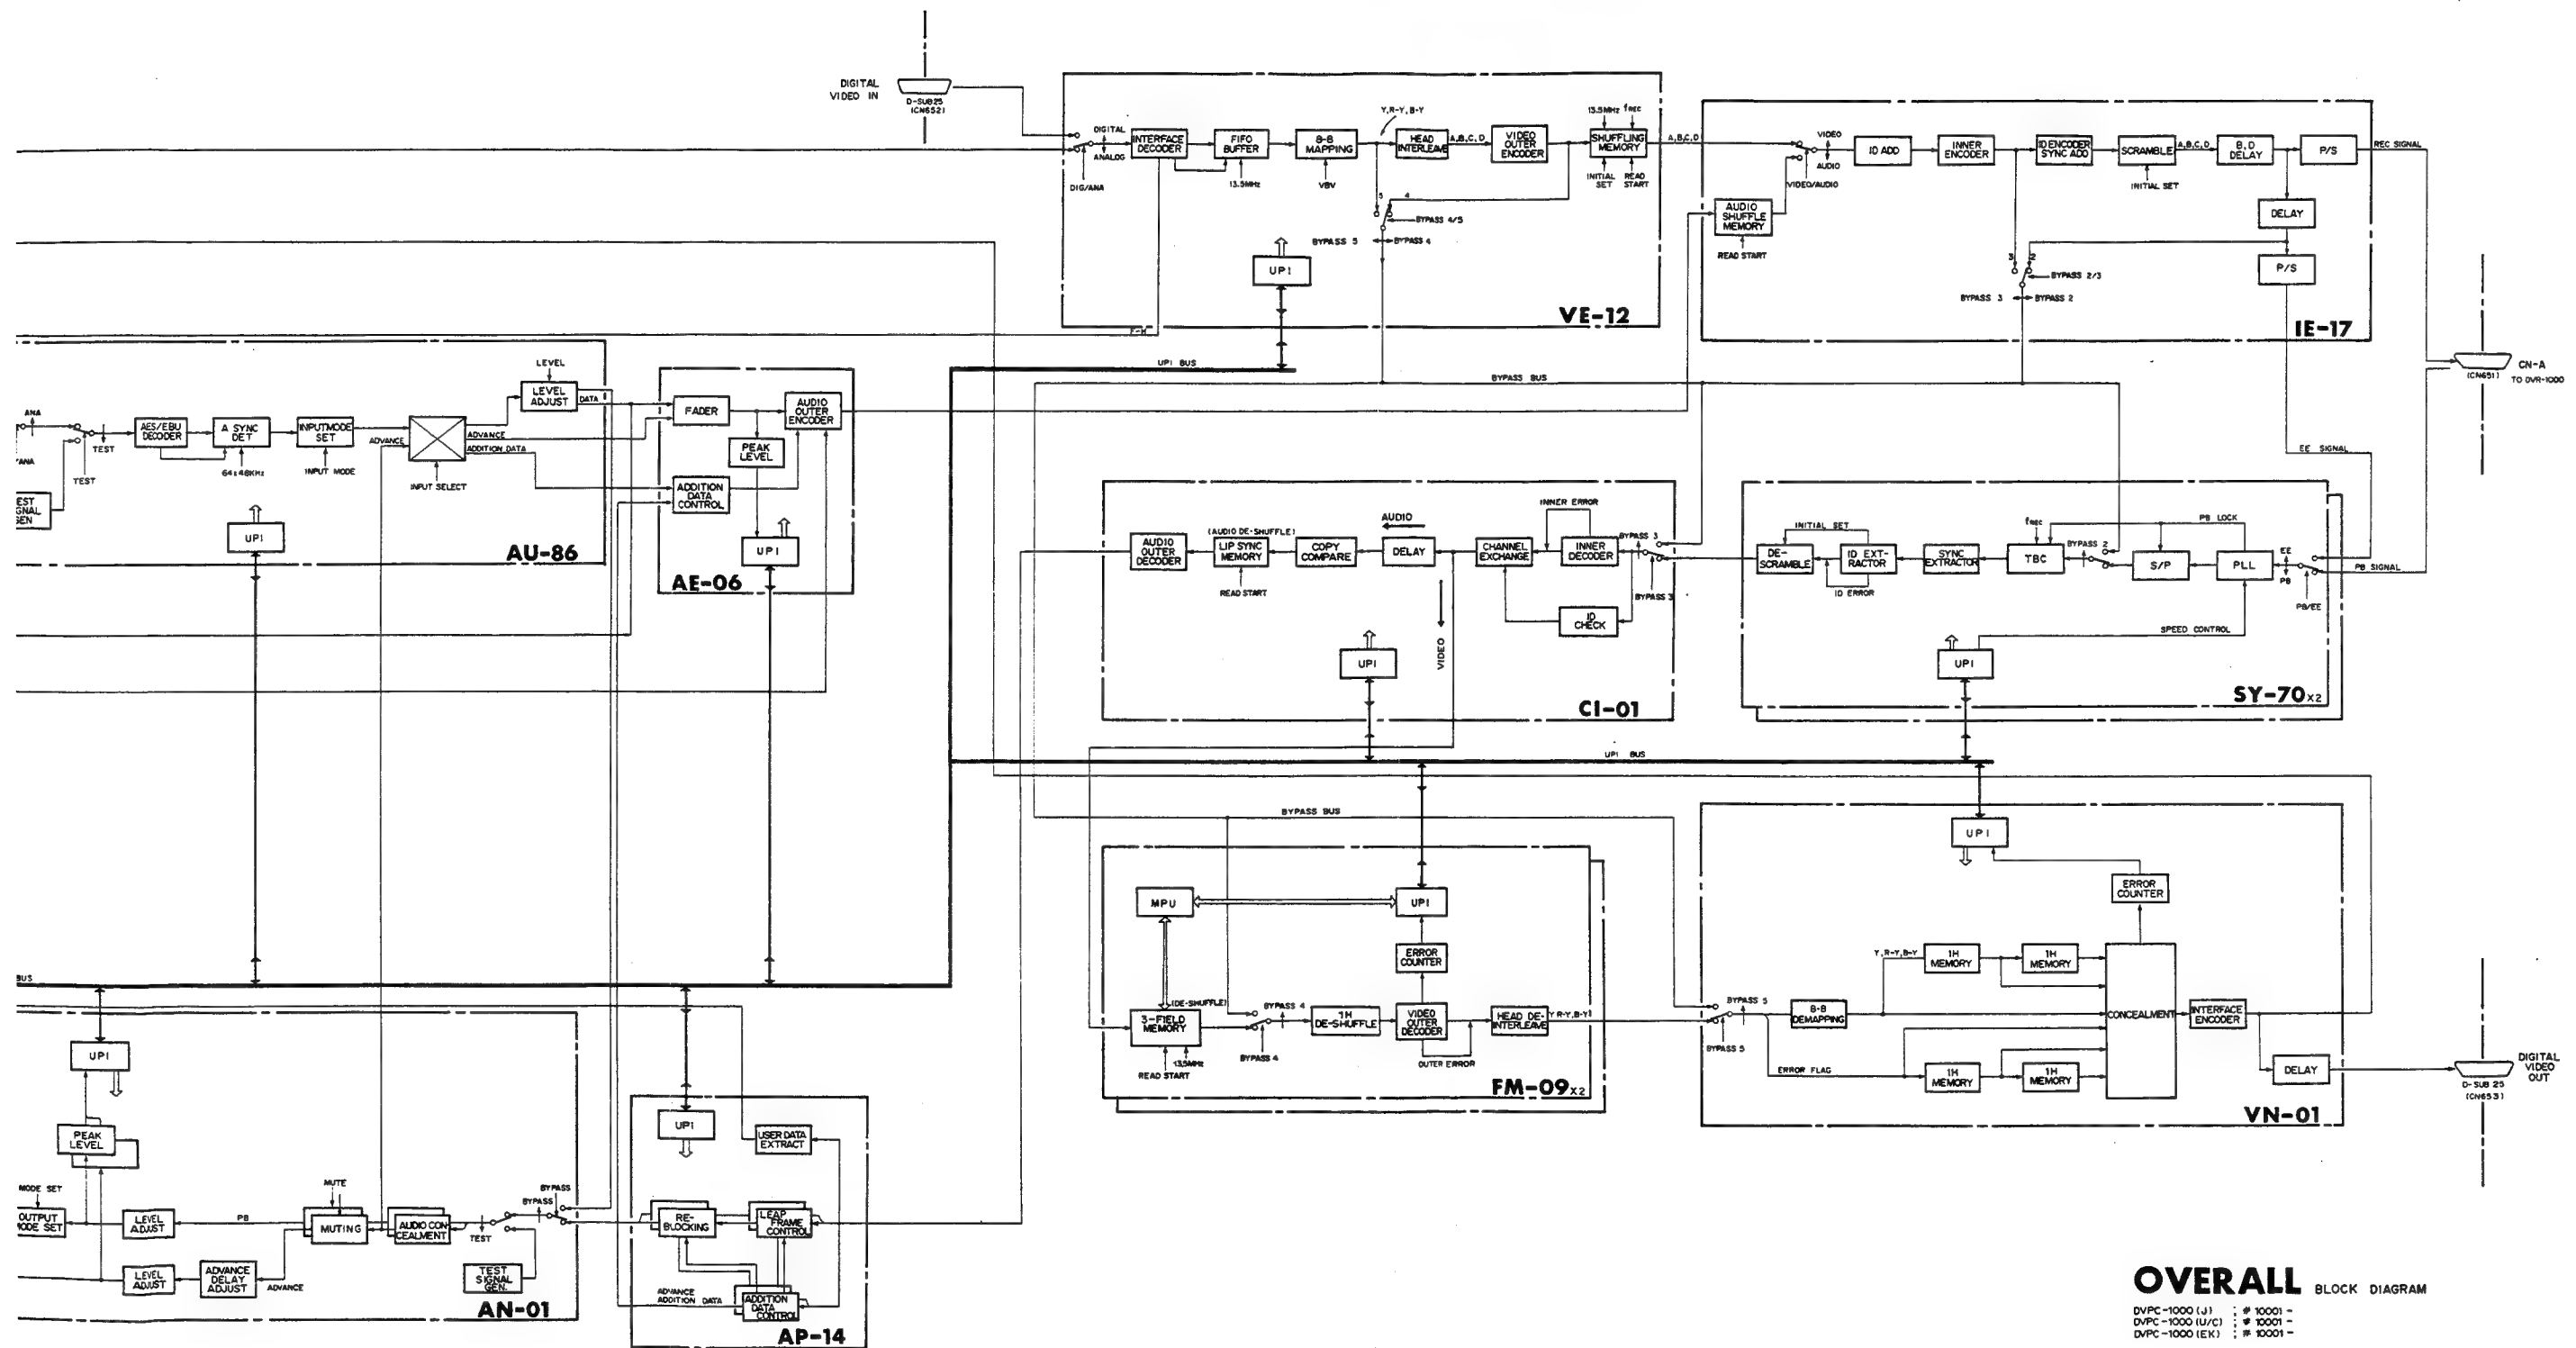 DIGITAL
VIDEO IN
D-SUB25
(CN652)
DIGITAL
ANALOG
DIG/ANA
INTERFACE
DECODER
FIFO
BUFFER
13.5MHz
8-8
MAPPING
VBV
Y,R-Y,B-Y
HEAD
INTERLEAVE
A,B,C,D
VIDEO
OUTER
ENCODER
13.5MHz fREC
SHUFFLING
MEMORY
INITIAL
SET
READ
START
5
4
BYPASS 4/5
BYPASS 5
BYPASS 4
UPI
VE-12
F-H
A,B,C,D
VIDEO
AUDIO
VIDEO/AUDIO
AUDIO
SHUFFLE
MEMORY
READ START
ID ADD
INNER
ENCODER
ID ENCODER
SYNC ADD
SCRAMBLE
INITIAL SET
A,B,C,D
B,D
DELAY
P/S
REC SIGNAL
DELAY
P/S
3
2
BYPASS 2/3
BYPASS 3
BYPASS 2
IE-17
(CN651)
CN-A
TO DVR-1000
UPI BUS
BYPASS BUS
EE SIGNAL
ANA
/ANA
TEST
TEST
EST
GNAL
GEN
AES/EBU
DECODER
A SYNC
DET
64x48KHz
INPUTMODE
SET
INPUT MODE
ADVANCE
INPUT SELECT
LEVEL
LEVEL
ADJUST
DATA
ADVANCE
ADDITION DATA
UPI
AU-86
FADER
AUDIO
OUTER
ENCODER
PEAK
LEVEL
ADDITION
DATA
CONTROL
UPI
AE-06
AUDIO
OUTER
DECODER
(AUDIO DE-SHUFFLE)
LIP SYNC
MEMORY
READ START
COPY
COMPARE
AUDIO
DELAY
VIDEO
CHANNEL
EXCHANGE
INNER ERROR
INNER
DECODER
BYPASS 3
BYPASS 3
ID
CHECK
UPI
CI-01
DE-
SCRAMBLE
INITIAL SET
ID EXT-
RACTOR
ID ERROR
SYNC
EXTRACTOR
fREC
TBC
BYPASS 2
PB LOCK
S/P
PLL
EE
PB
PB/EE
PB SIGNAL
SPEED CONTROL
UPI
SY-70x2
UPI BUS
BYPASS BUS
MPU
UPI
ERROR
COUNTER
(DE-SHUFFLE)
3-FIELD
MEMORY
READ START
13.5MHz
BYPASS 4
BYPASS 4
1H
DE-SHUFFLE
VIDEO
OUTER
DECODER
OUTER ERROR
HEAD DE-
INTERLEAVE
Y R-Y,B-Y
FM-09x2
UPI
ERROR
COUNTER
BYPASS 5
BYPASS 5
8-8
DEMAPPING
Y,R-Y,B-Y
1H
MEMORY
1H
MEMORY
CONCEALMENT
INTERFACE
ENCODER
ERROR FLAG
1H
MEMORY
1H
MEMORY
DELAY
VN-01
DIGITAL
VIDEO
OUT
D-SUB 25
(CN653)
BUS
UPI
PEAK
LEVEL
MODE SET
OUTPUT
MODE SET
LEVEL
ADJUST
PB
MUTE
MUTING
AUDIO CON
CEALMENT
TEST
BYPASS
BYPASS
LEVEL
ADJUST
ADVANCE
DELAY
ADJUST
ADVANCE
TEST
SIGNAL
GEN.
AN-01
UPI
USER DATA
EXTRACT
RE-
BLOCKING
LEAP
FRAME
CONTROL
ADVANCE
ADDITION DATA
ADDITION
DATA
CONTROL
AP-14
OVERALL BLOCK DIAGRAM
DVPC-1000 (J) ; # 10001 -
DVPC-1000 (U/C) ; # 10001 -
DVPC-1000 (EK) ; # 10001 -